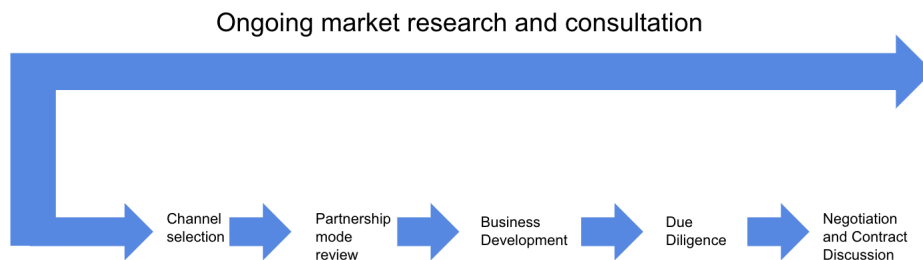 Ongoing market research and consultation
Channel
selection
Partnership
mode
review
Business
Development
Due
Diligence
Negotiation
and Contract
Discussion